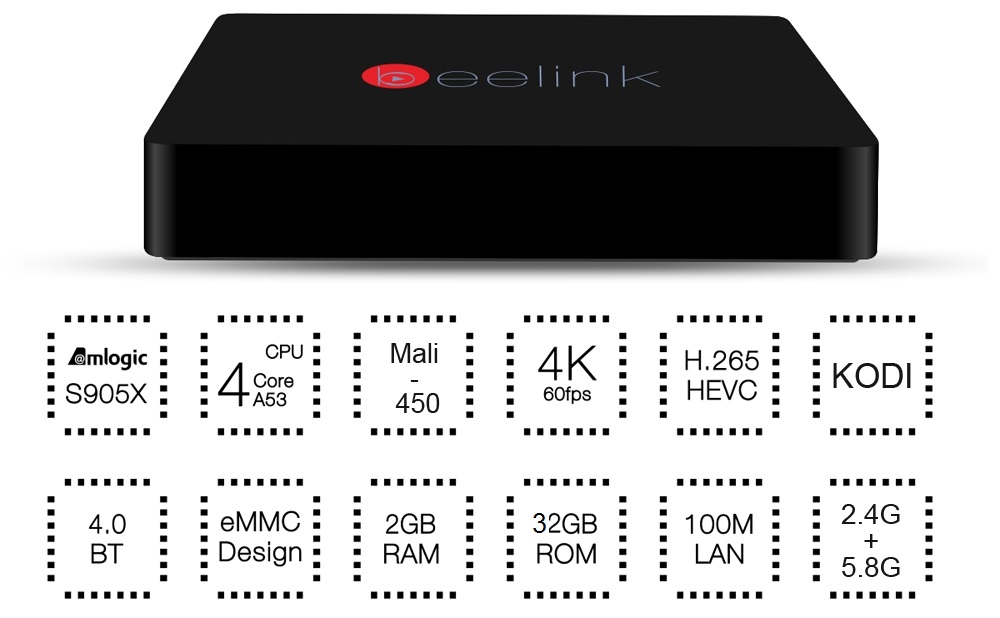 beelink
Amlogic
S905X
CPU
4 Core
A53
Mali
-
450
4K
60fps
H.265
HEVC
KODI
4.0
BT
eMMC
Design
2GB
RAM
32GB
ROM
100M
LAN
2.4G
+
5.8G